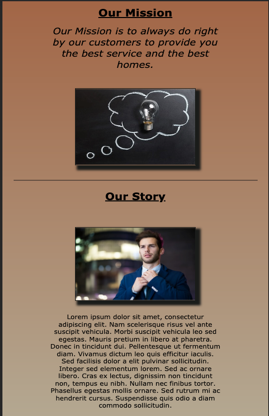 Our Mission
Our Mission is to always do right
by our customers to provide you
the best service and the best
homes.
Our Story
Lorem ipsum dolor sit amet, consectetur
adipiscing elit. Nam scelerisque risus vel ante
suscipit vehicula. Morbi suscipit vehicula leo sed
egestas. Mauris pretium in libero at pharetra.
Donec in tincidunt dui. Pellentesque ut fermentum
diam. Vivamus dictum leo quis efficitur iaculis.
Sed facilisis dolor a elit pulvinar sollicitudin.
Integer sed elementum lorem. Sed ac ornare
libero. Cras ex lectus, dignissim non tincidunt
non, tempus eu nibh. Nullam nec finibus tortor.
Phasellus egestas mollis ornare. Sed rutrum mi ac
hendrerit cursus. Suspendisse quis odio a diam
commodo sollicitudin.